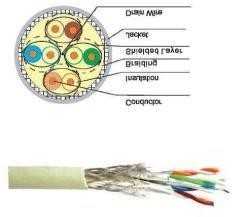 Drain Wire
Jacket
Shielded Layer
Braiding
Insulation
Conductor